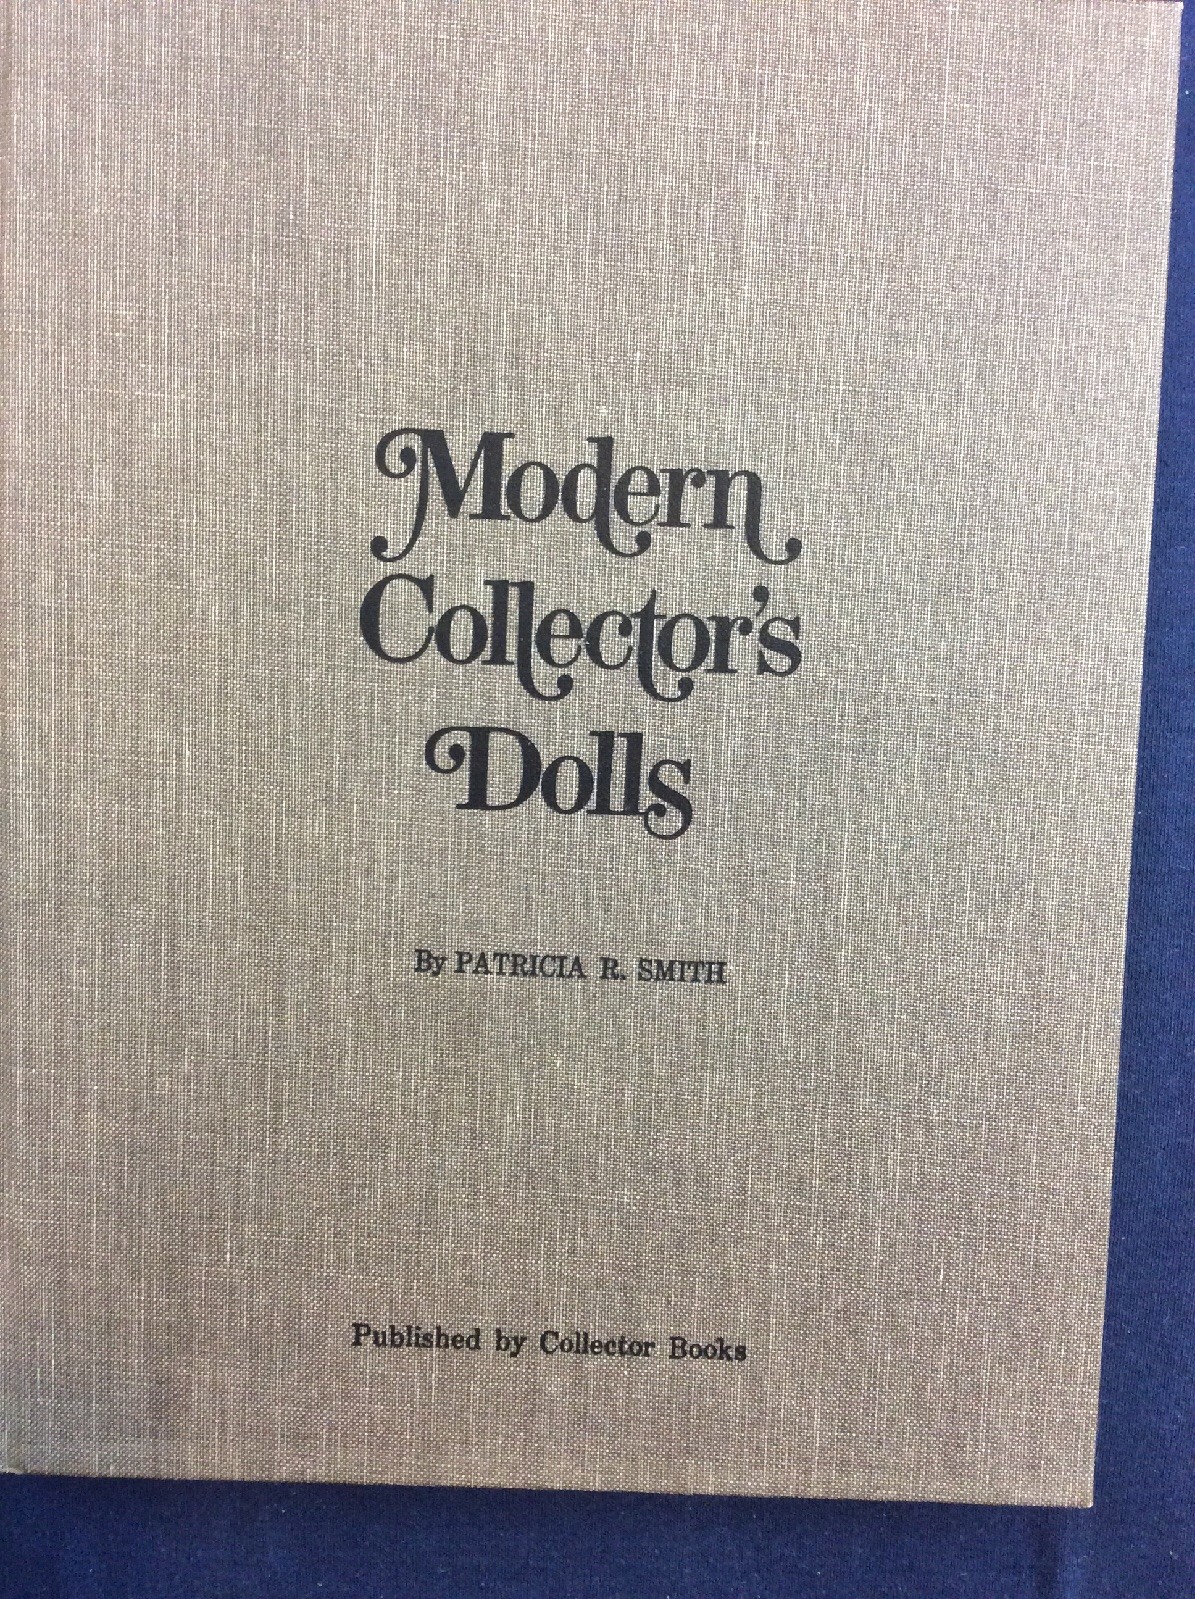 Modern
Collector's
Dolls
By PATRICIA R. SMITH
Published by Collector Books